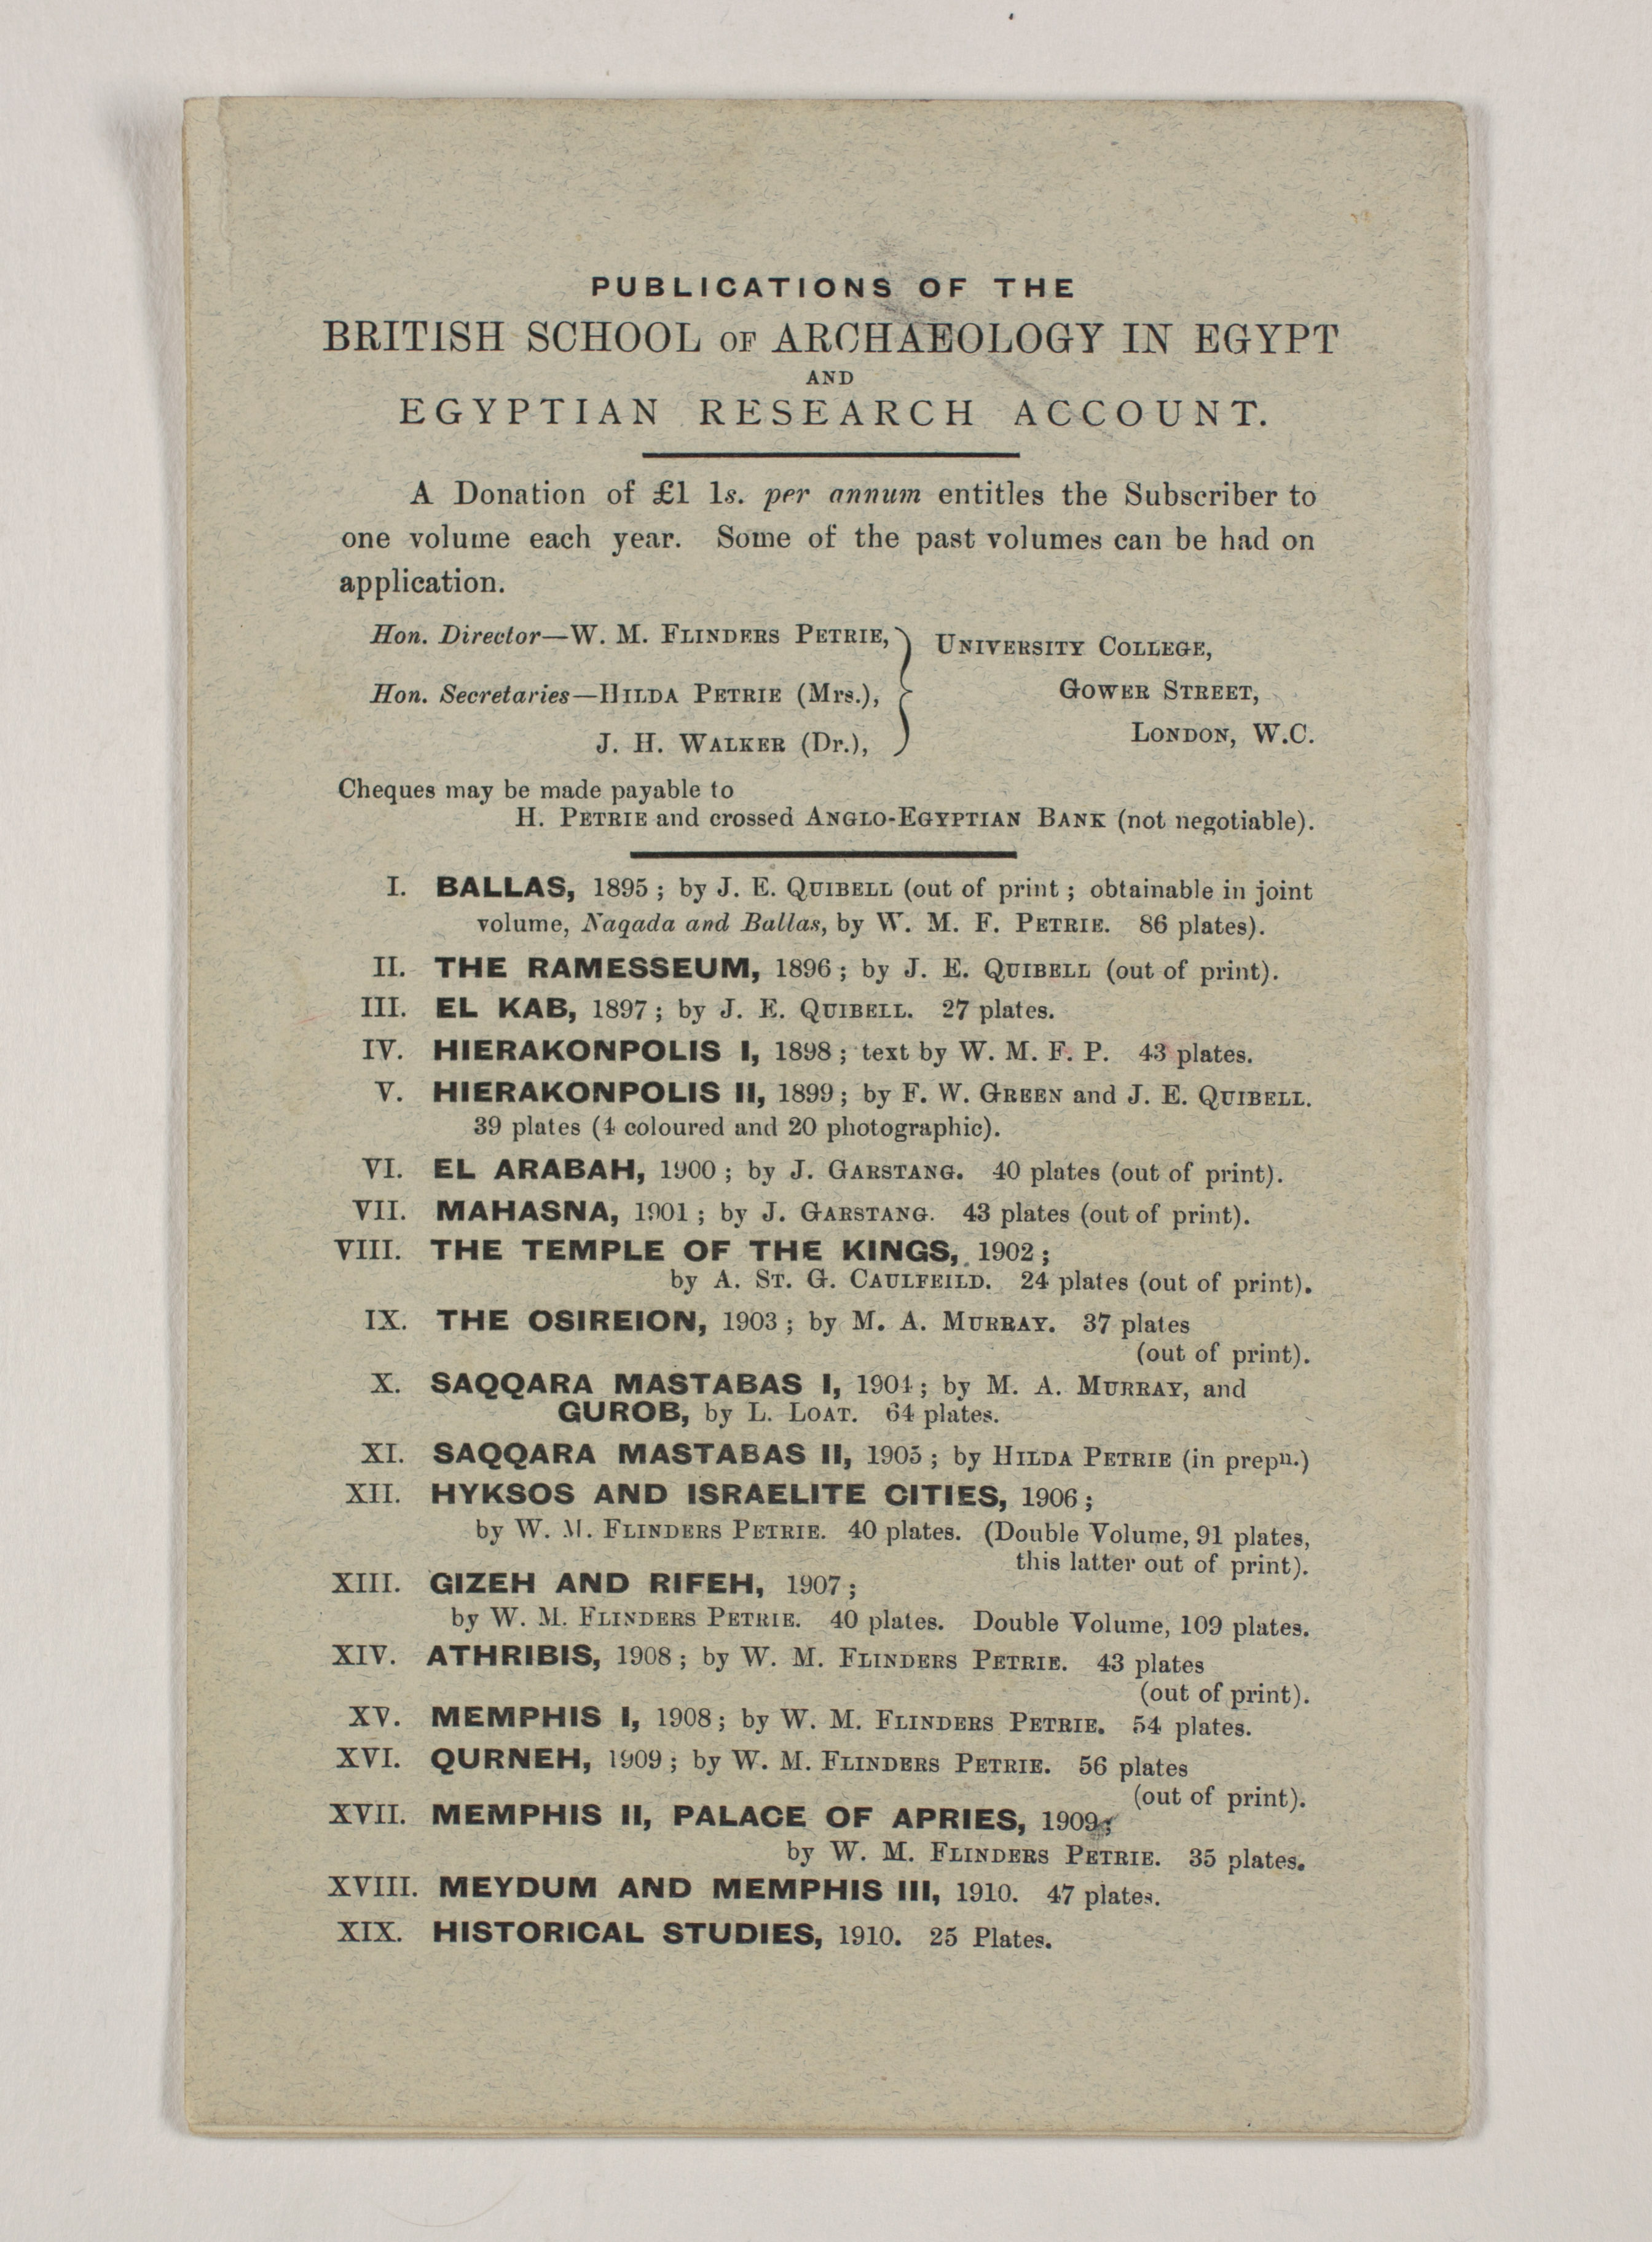 PUBLICATIONS OF THE
BRITISH SCHOOL OF ARCHAEOLOGY IN EGYPT
AND
EGYPTIAN RESEARCH ACCOUNT.
A Donation of £1 1s. per annum entitles the Subscriber to
one volume each year. Some of the past volumes can be had on
application.
Hon. Director—W. M. FLINDERS PETRIE,
Hon. Secretaries—HILDA PETRIE (Mrs.),
J. H. WALKER (Dr.),
UNIVERSITY COLLEGE,
GOWER STREET,
LONDON, W.C.
Cheques may be made payable to
H. PETRIE and crossed ANGLO-EGYPTIAN BANK (not negotiable).
I. BALLAS, 1895; by J. E. QUIBELL (out of print; obtainable in joint
volume, Naqada and Ballas, by W. M. F. PETRIE. 86 plates).
II. THE RAMESSEUM, 1896; by J. E. QUIBELL (out of print).
III. EL KAB, 1897; by J. E. QUIBELL. 27 plates.
IV. HIERAKONPOLIS I, 1898; text by W. M. F. P. 43 plates.
V. HIERAKONPOLIS II, 1899; by F. W. GREEN and J. E. QUIBELL.
39 plates (4 coloured and 20 photographic).
VI. EL ARABAH, 1900; by J. GARSTANG. 40 plates (out of print).
VII. MAHASNA, 1901; by J. GARSTANG. 43 plates (out of print).
VIII. THE TEMPLE OF THE KINGS, 1902;
by A. ST. G. CAULFEILD. 24 plates (out of print).
IX. THE OSIREION, 1903; by M. A. MURRAY. 37 plates
(out of print).
X. SAQQARA MASTABAS I, 1904; by M. A. MURRAY, and
GUROB, by L. LOAT. 64 plates.
XI. SAQQARA MASTABAS II, 1905; by HILDA PETRIE (in prepn.)
XII. HYKSOS AND ISRAELITE CITIES, 1906;
by W. M. FLINDERS PETRIE. 40 plates. (Double Volume, 91 plates,
this latter out of print).
XIII. GIZEH AND RIFEH, 1907;
by W. M. FLINDERS PETRIE. 40 plates. Double Volume, 109 plates.
XIV. ATHRIBIS, 1908; by W. M. FLINDERS PETRIE. 43 plates
(out of print).
XV. MEMPHIS I, 1908; by W. M. FLINDERS PETRIE. 54 plates.
XVI. QURNEH, 1909; by W. M. FLINDERS PETRIE. 56 plates
(out of print).
XVII. MEMPHIS II, PALACE OF APRIES, 1909;
by W. M. FLINDERS PETRIE. 35 plates.
XVIII. MEYDUM AND MEMPHIS III, 1910. 47 plates.
XIX. HISTORICAL STUDIES, 1910. 25 Plates.